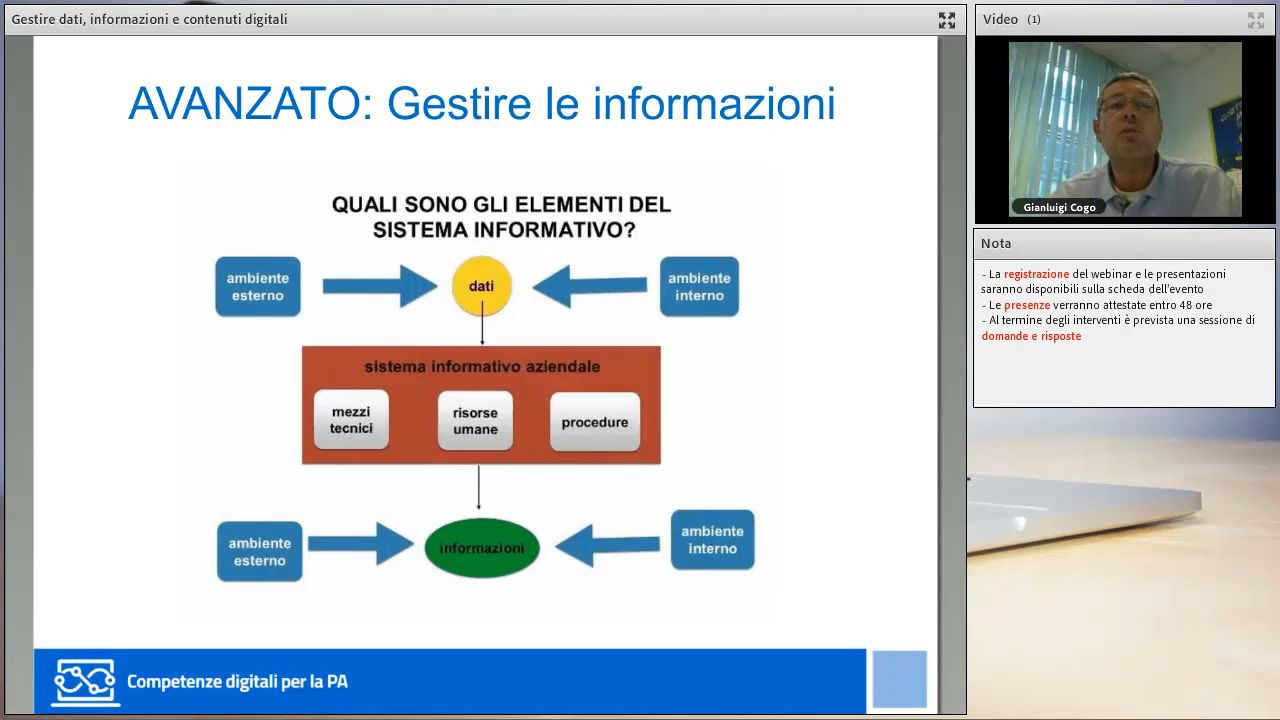 Gestire dati, informazioni e contenuti digitali
AVANZATO: Gestire le informazioni
QUALI SONO GLI ELEMENTI DEL
SISTEMA INFORMATIVO?
ambiente
esterno
dati
ambiente
interno
sistema informativo aziendale
mezzi
tecnici
risorse
umane
procedure
ambiente
esterno
informazioni
ambiente
interno
Competenze digitali per la PA
Video (1)
Gianluigi Cogo
Nota
- La registrazione del webinar e le presentazioni
saranno disponibili sulla scheda dell'evento
- Le presenze verranno attestate entro 48 ore
- Al termine degli interventi è prevista una sessione di
domande e risposte